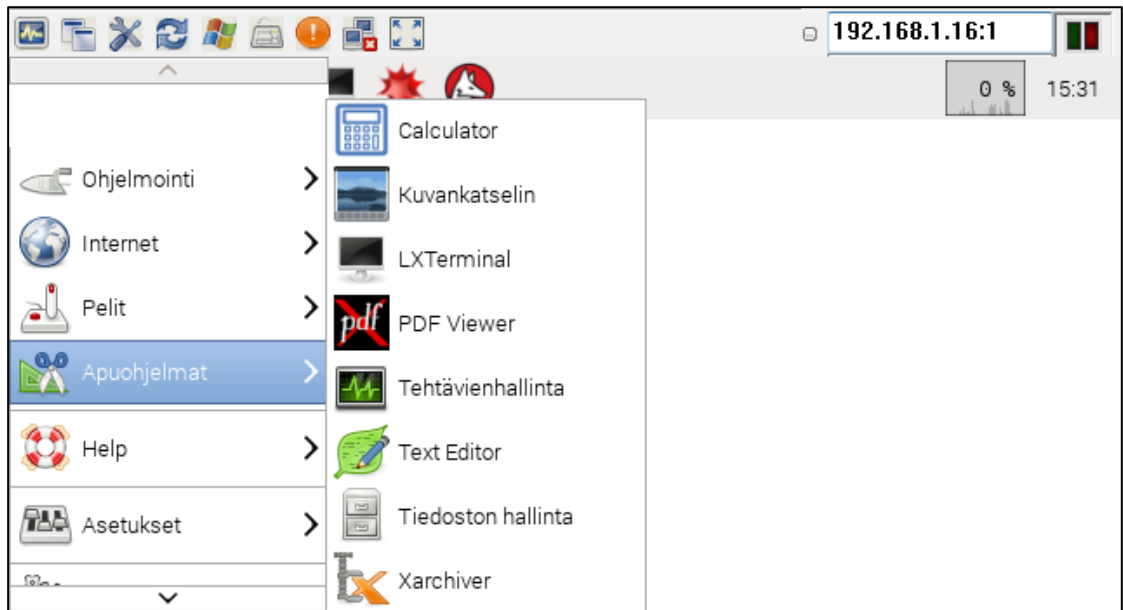 192.168.1.16:1
0 %
15:31
Ohjelmointi
Internet
Pelit
Apuohjelmat
Help
Asetukset
Calculator
Kuvankatselin
LXTerminal
pdf PDF Viewer
Tehtävienhallinta
Text Editor
Tiedoston hallinta
Xarchiver